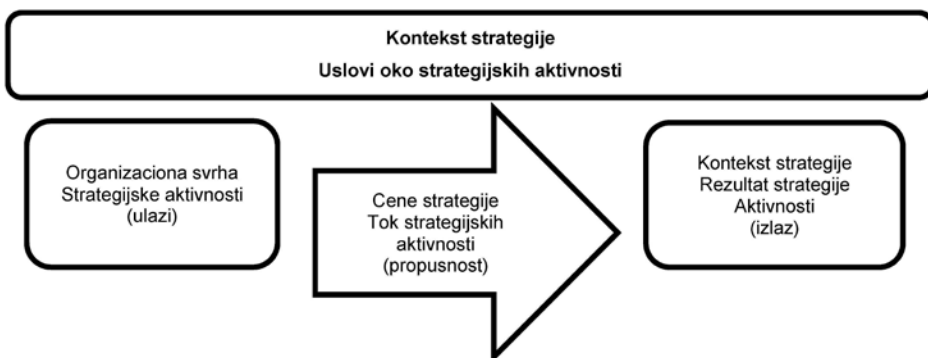 Kontekst strategije
Uslovi oko strategijskih aktivnosti
Organizaciona svrha
Strategijske aktivnosti
(ulazi)
Cene strategije
Tok strategijskih
aktivnosti
(propusnost)
Kontekst strategije
Rezultat strategije
Aktivnosti
(izlaz)